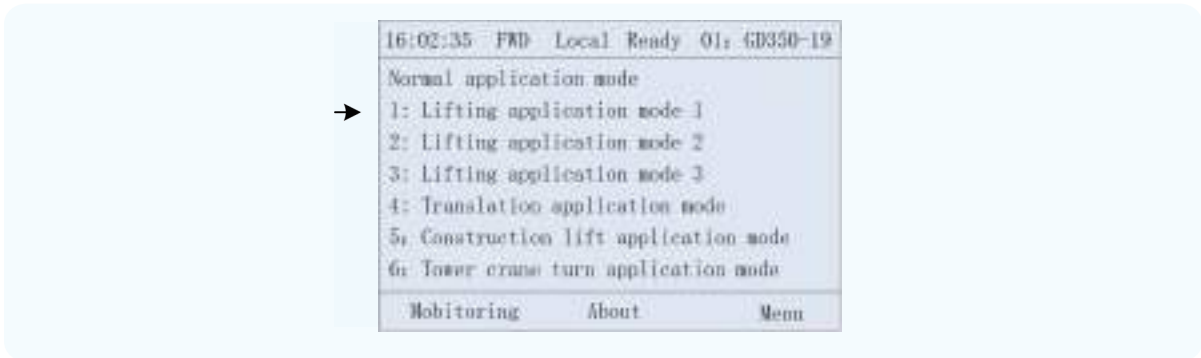 16:02:35 FWD Local Ready 01: GD350-19
Normal application mode
1: Lifting application mode 1
2: Lifting application mode 2
3: Lifting application mode 3
4: Translation application mode
5: Construction lift application mode
6: Tower crane turn application mode
Mobitoring About Menu